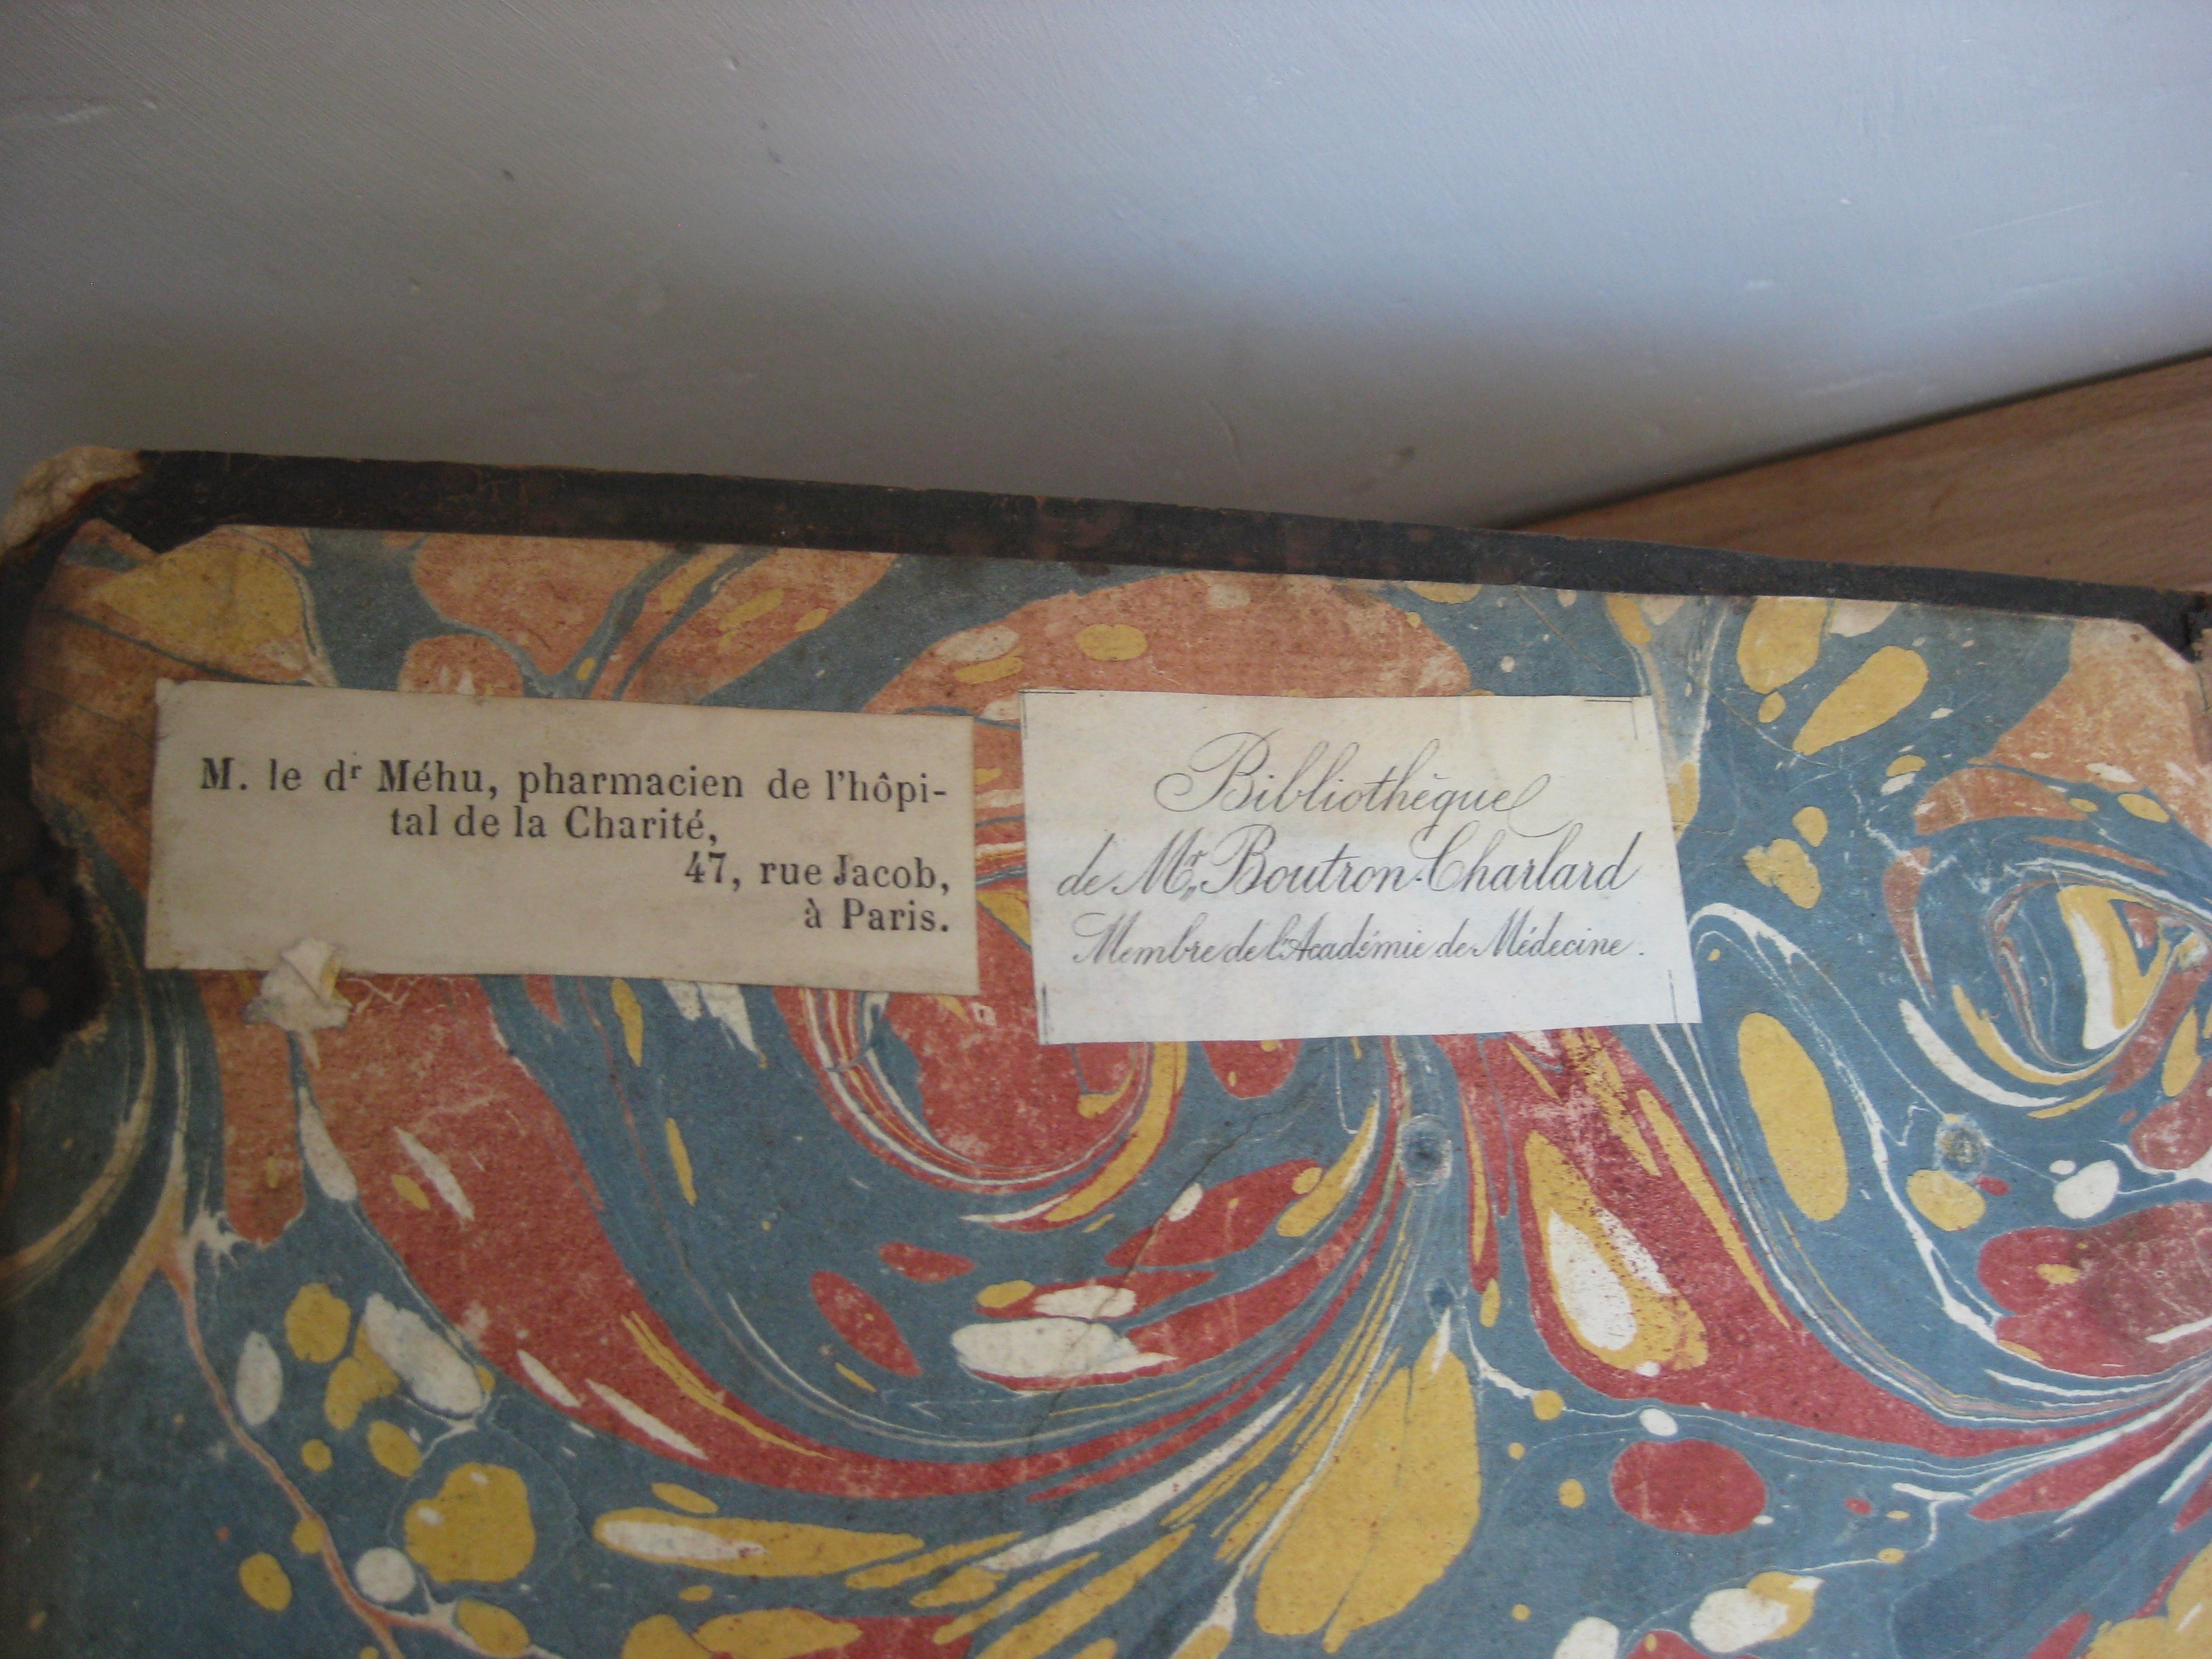 M. le dr Méhu, pharmacien de l'hôpi-
tal de la Charité,
47, rue Jacob,
à Paris.
Bibliothèque
de Mr. Boutron-Charlard
Membre de l'Académie de Médecine.